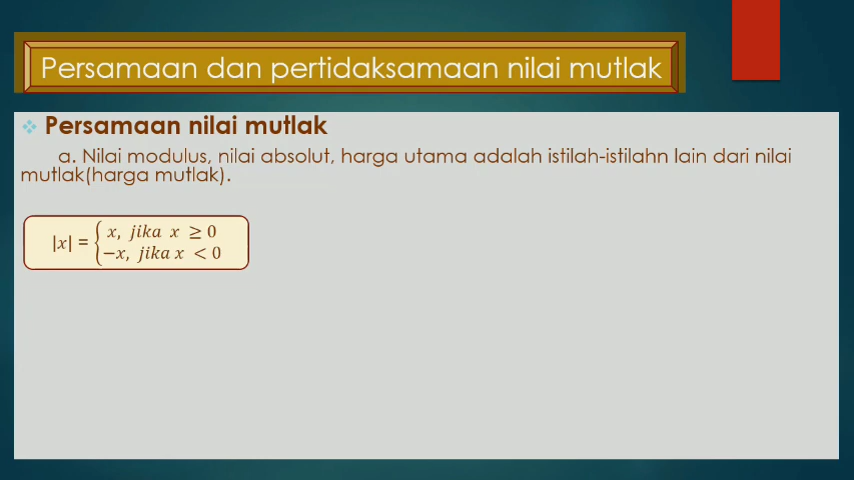 Persamaan dan pertidaksamaan nilai mutlak
Persamaan nilai mutlak
a. Nilai modulus, nilai absolut, harga utama adalah istilah-istilahn lain dari nilai
mutlak(harga mutlak).
|x| = { x, jika x ≥ 0
−x, jika x < 0